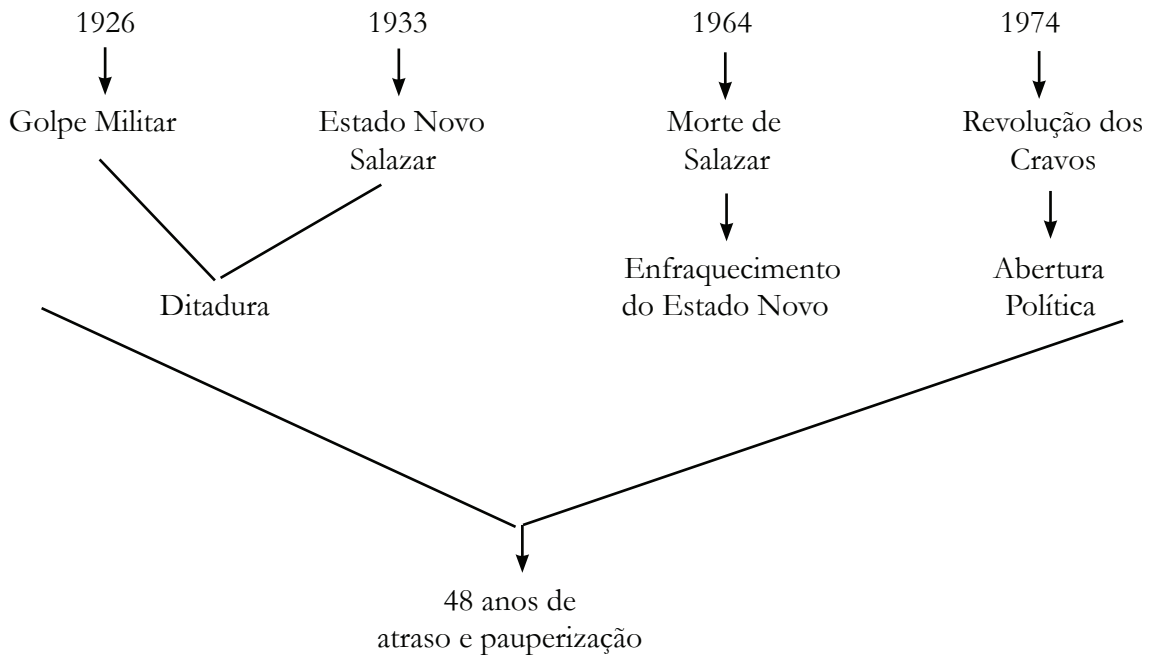 1926
1933
1964
1974
Golpe Militar
Estado Novo
Salazar
Morte de
Salazar
Revolução dos
Cravos
Ditadura
Enfraquecimento
do Estado Novo
Abertura
Política
48 anos de
atraso e pauperização